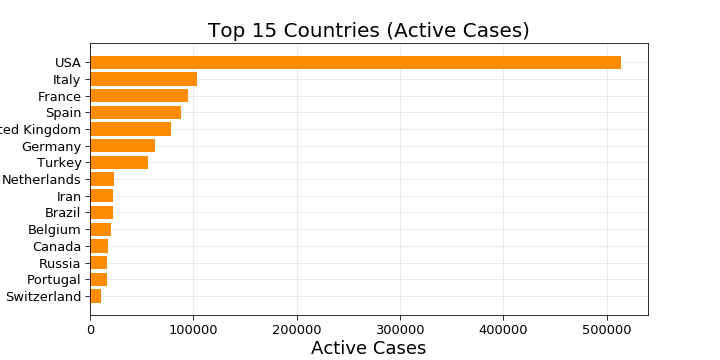 Top 15 Countries (Active Cases)
USA
Italy
France
Spain
ted Kingdom
Germany
Turkey
Netherlands
Iran
Brazil
Belgium
Canada
Russia
Portugal
Switzerland
0 100000 200000 300000 400000 500000
Active Cases